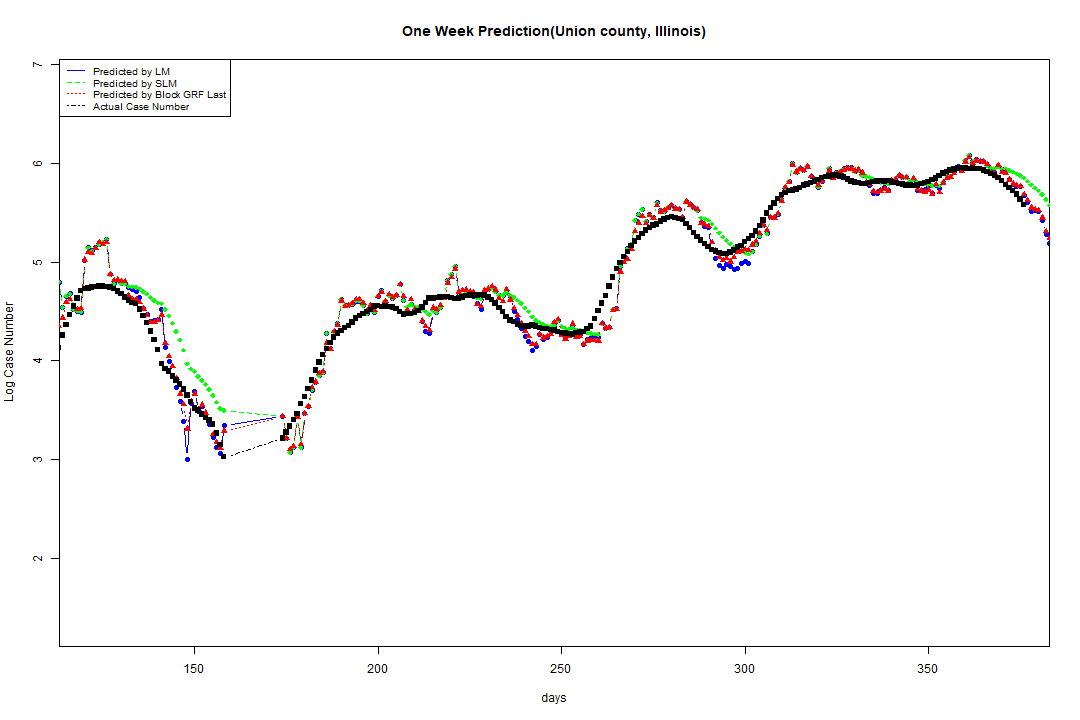 One Week Prediction(Union county, Illinois)
Predicted by LM
Predicted by SLM
Predicted by Block GRF Last
Actual Case Number
7
6
5
4
3
2
Log Case Number
150 200 250 300 350
days